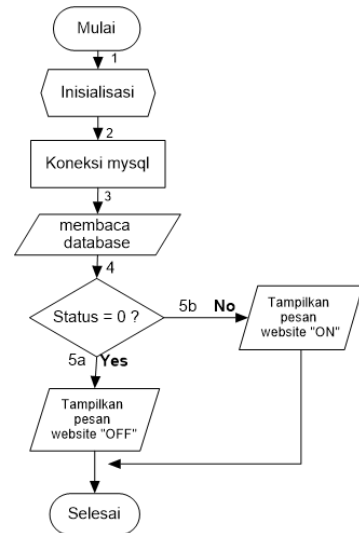 Mulai
1
Inisialisasi
2
Koneksi mysql
3
membaca
database
4
Status = 0 ?
5b No
Tampilkan
pesan
website "ON"
5a Yes
Tampilkan
pesan
website "OFF"
Selesai